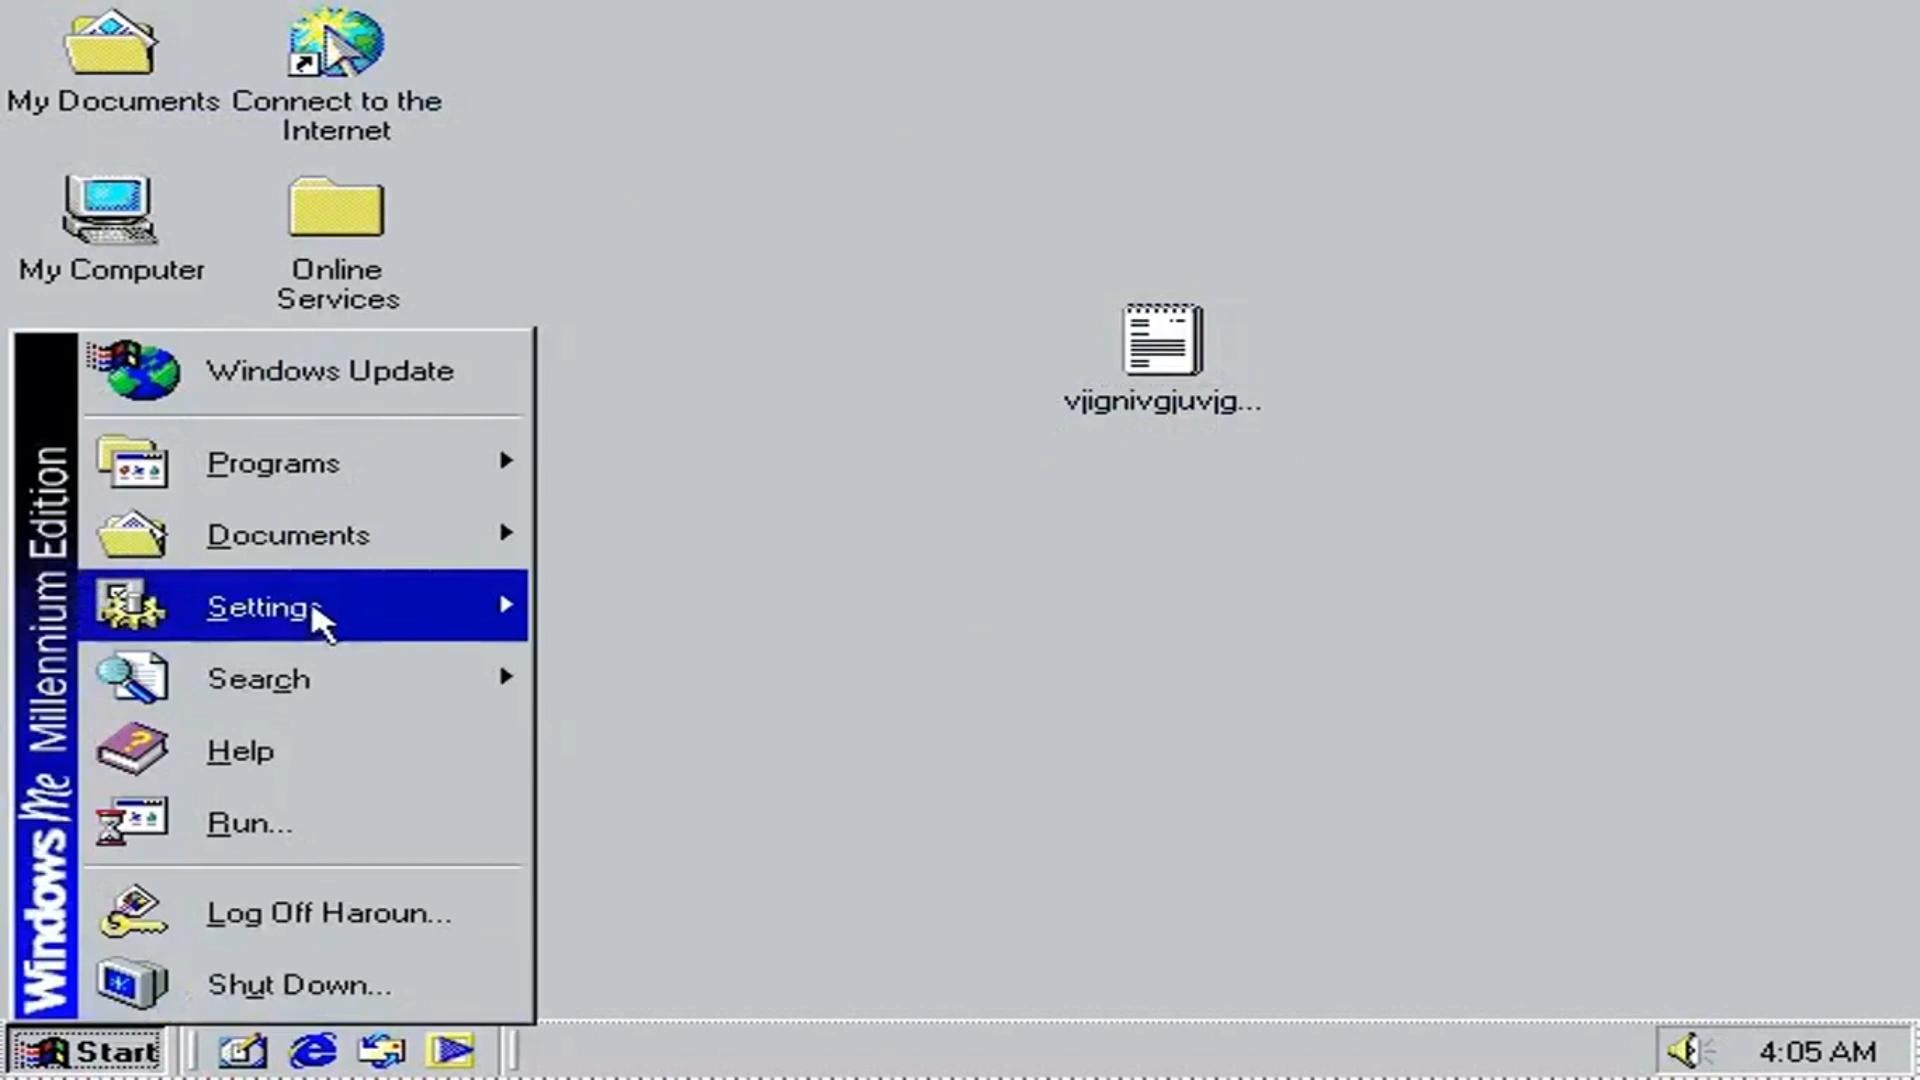 My Documents
Connect to the
Internet
My Computer
Online
Services
vjignivgjuvjg...
Windows Me Millennium Edition
Windows Update
Programs
Documents
Settings
Search
Help
Run...
Log Off Haroun...
Shut Down...
Start
4:05 AM